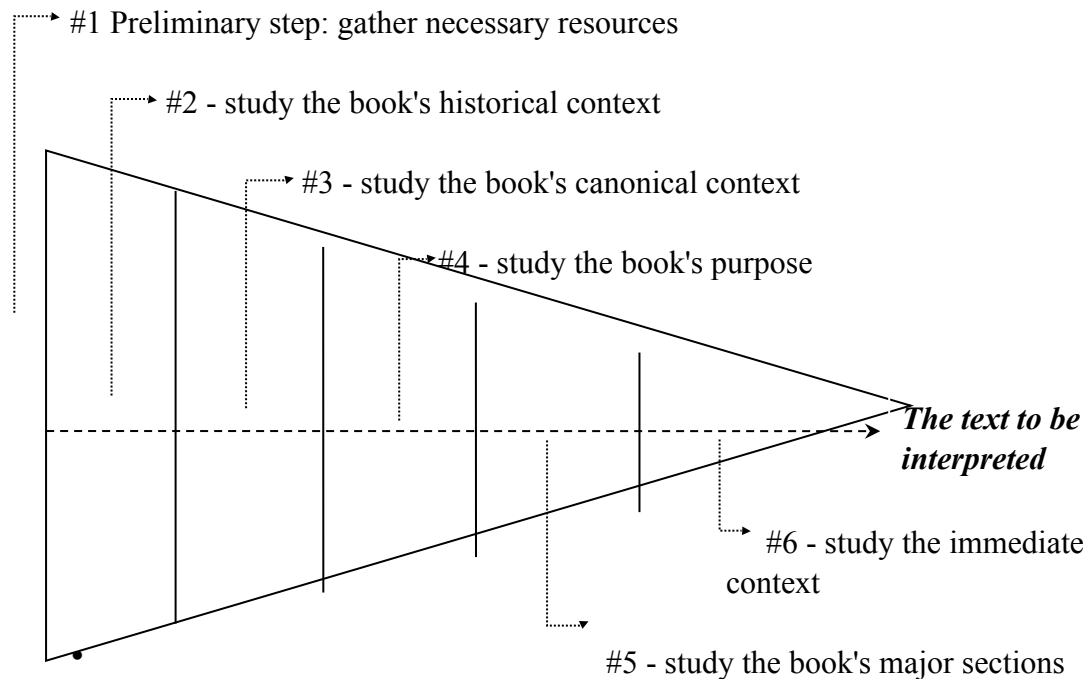 #1 Preliminary step: gather necessary resources
#2 - study the book's historical context
#3 - study the book's canonical context
#4 - study the book's purpose
The text to be
interpreted
#6 - study the immediate
context
#5 - study the book's major sections